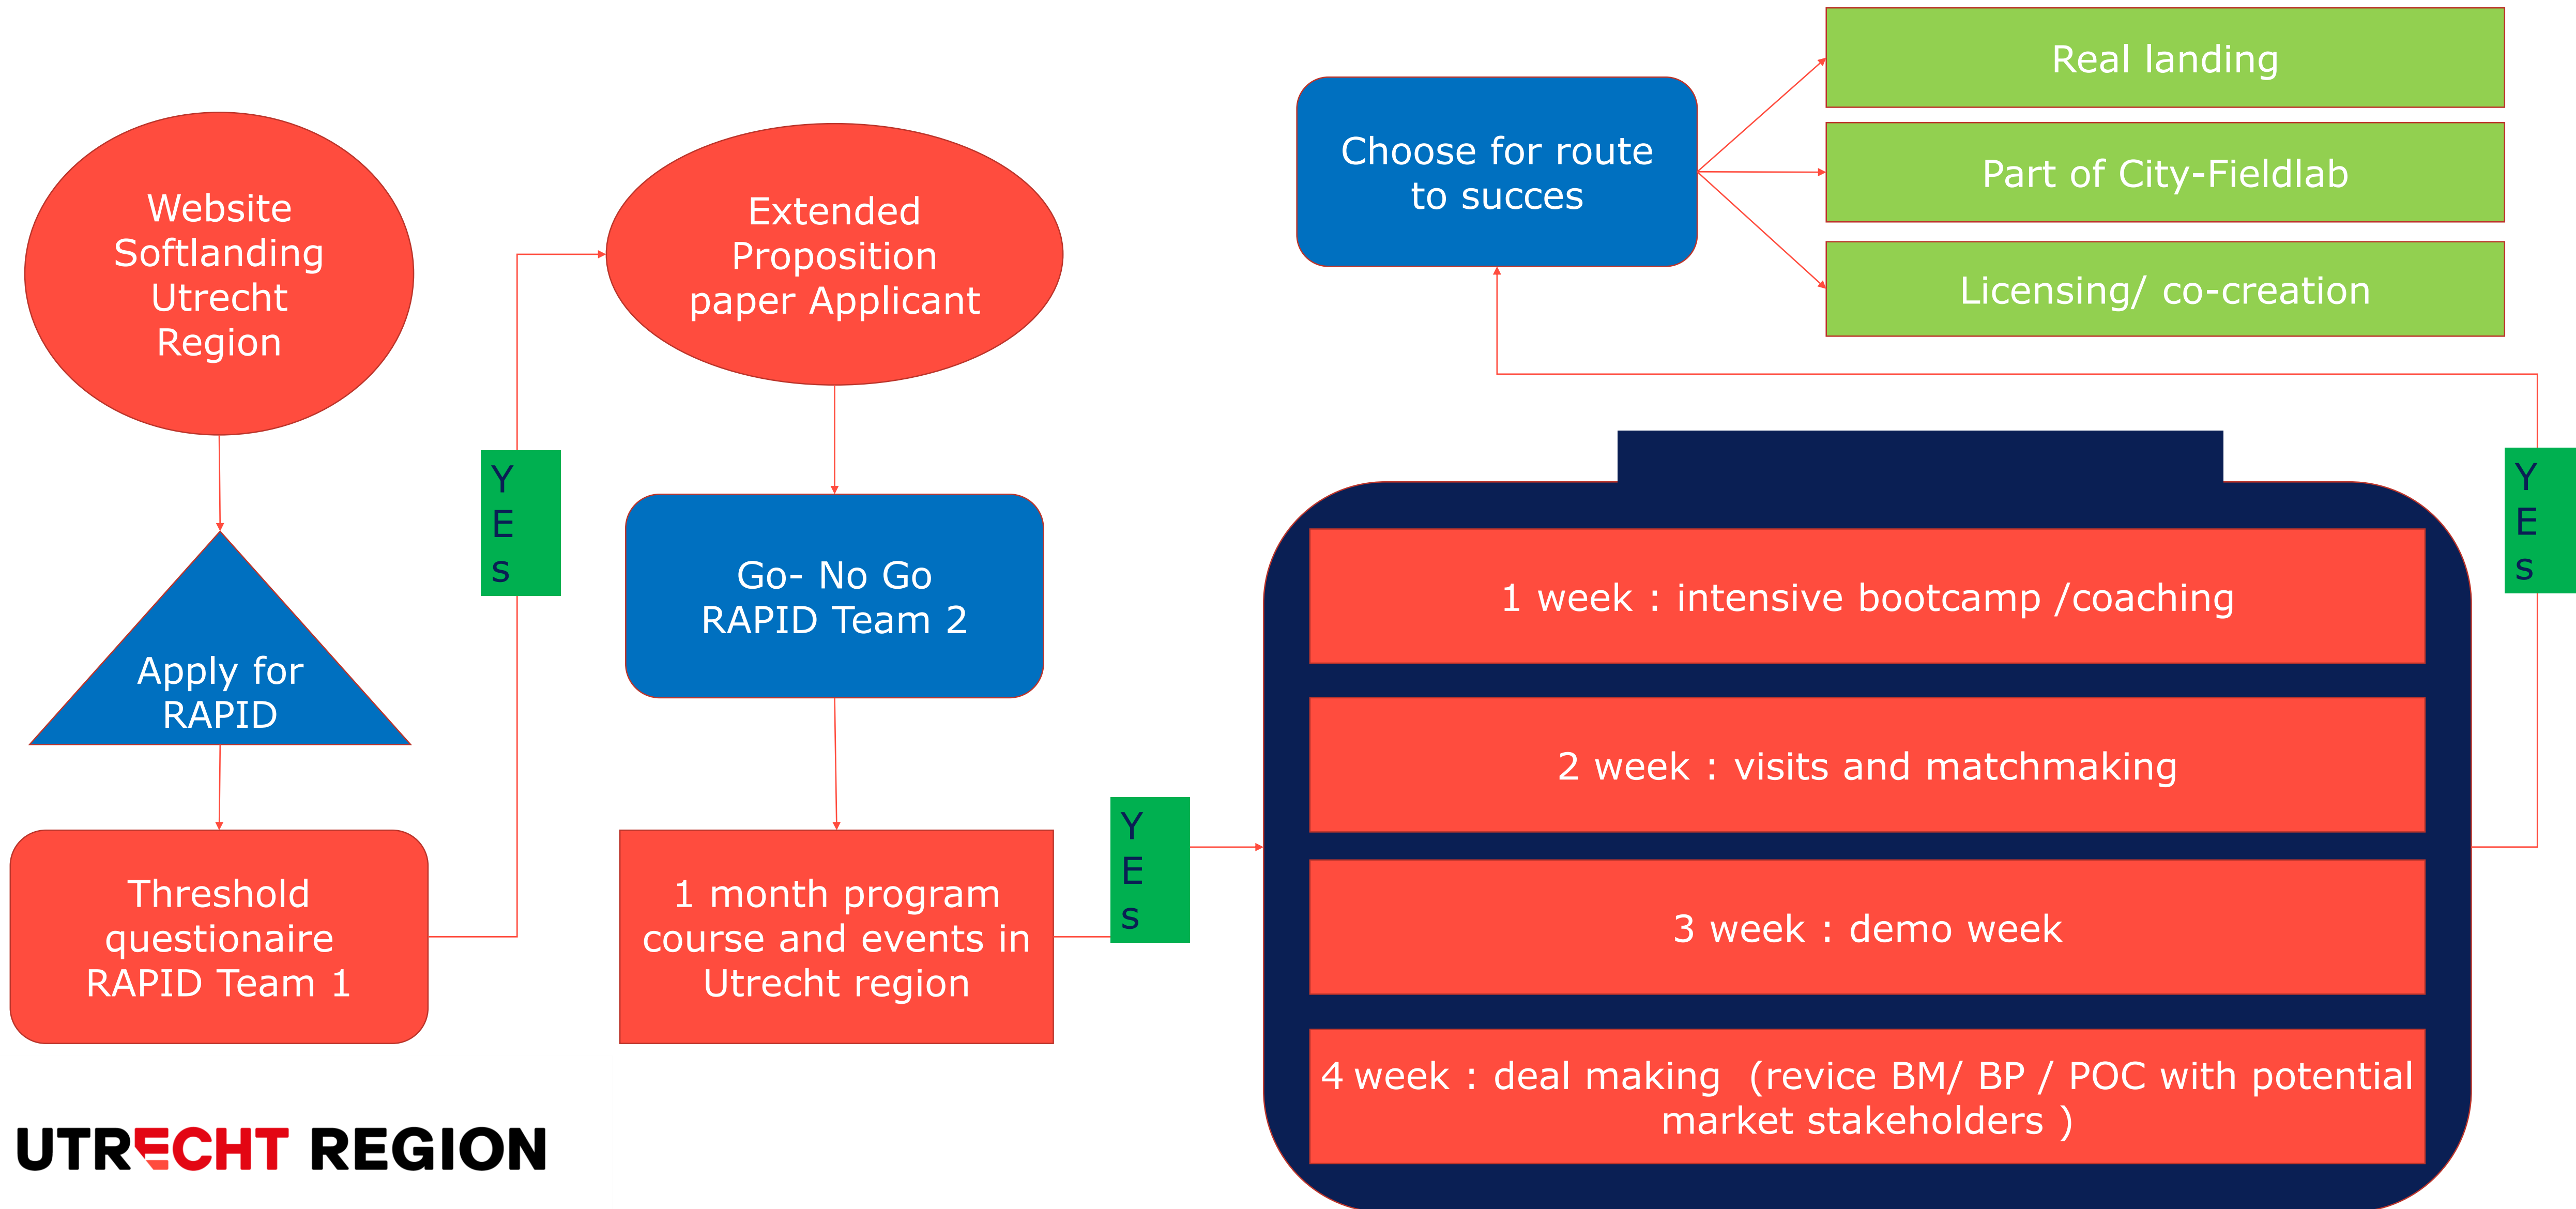 Website
Softlanding
Utrecht
Region
Apply for
RAPID
Threshold
questionaire
RAPID Team 1
Y
E
s
Extended
Proposition
paper Applicant
Go- No Go
RAPID Team 2
1 month program
course and events in
Utrecht region
Y
E
s
1 week : intensive bootcamp /coaching
2 week : visits and matchmaking
3 week : demo week
4 week : deal making (revice BM/ BP / POC with potential
market stakeholders )
Y
E
s
Choose for route
to succes
Real landing
Part of City-Fieldlab
Licensing/ co-creation
UTRECHT REGION